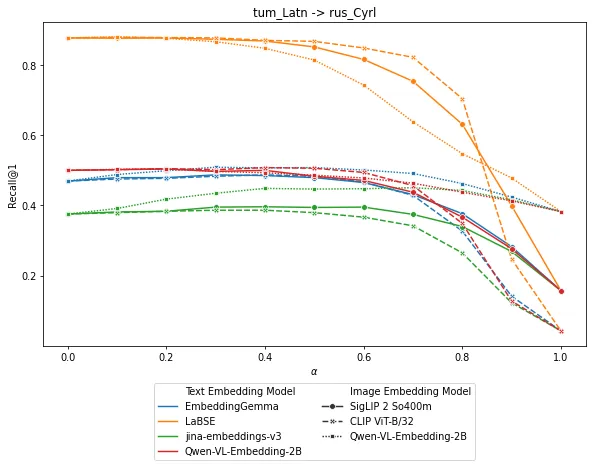 tum_Latn -> rus_Cyrl
Recall@1
0.8
0.6
0.4
0.2
0.0 0.2 0.4 0.6 0.8 1.0
α
Text Embedding Model
EmbeddingGemma
LaBSE
jina-embeddings-v3
Qwen-VL-Embedding-2B
Image Embedding Model
SigLIP 2 So400m
CLIP ViT-B/32
Qwen-VL-Embedding-2B